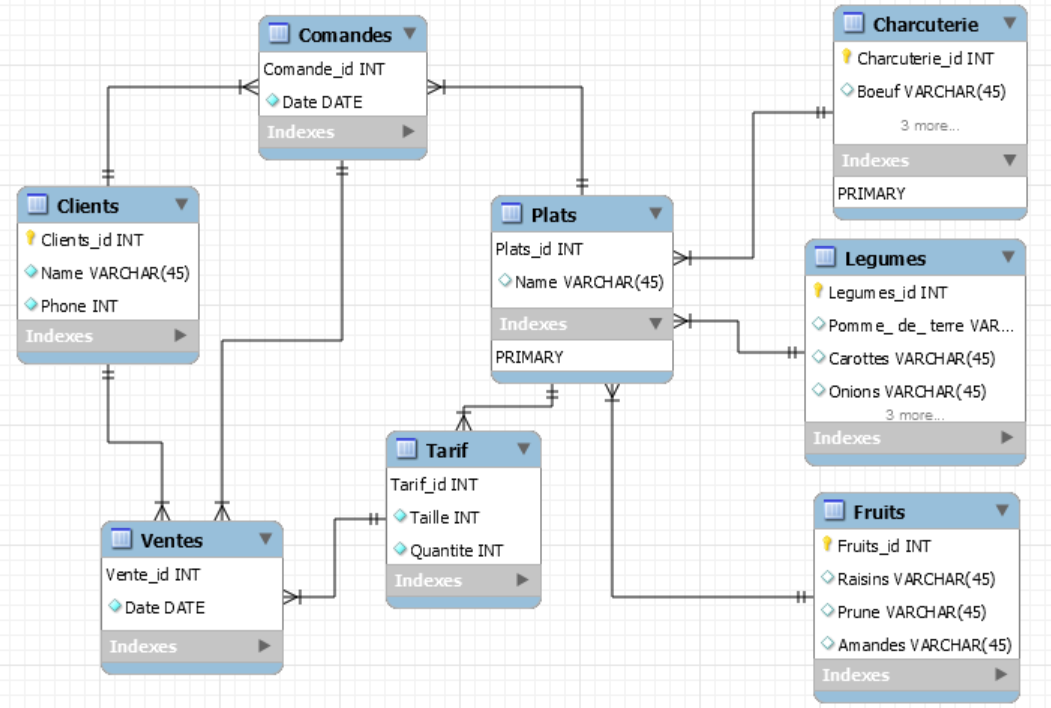 Comandes
Comande_id INT
Date DATE
Indexes
Charcuterie
Charcuterie_id INT
Boeuf VARCHAR(45)
3 more...
Indexes
PRIMARY
Clients
Clients_id INT
Name VARCHAR(45)
Phone INT
Indexes
Plats
Plats_id INT
Name VARCHAR(45)
Indexes
PRIMARY
Legumes
Legumes_id INT
Pomme_ de_ terre VAR...
Carottes VARCHAR(45)
Onions VARCHAR(45)
3 more...
Indexes
Tarif
Tarif_id INT
Taille INT
Quantite INT
Indexes
Ventes
Vente_id INT
Date DATE
Indexes
Fruits
Fruits_id INT
Raisins VARCHAR(45)
Prune VARCHAR(45)
Amandes VARCHAR(45)
Indexes